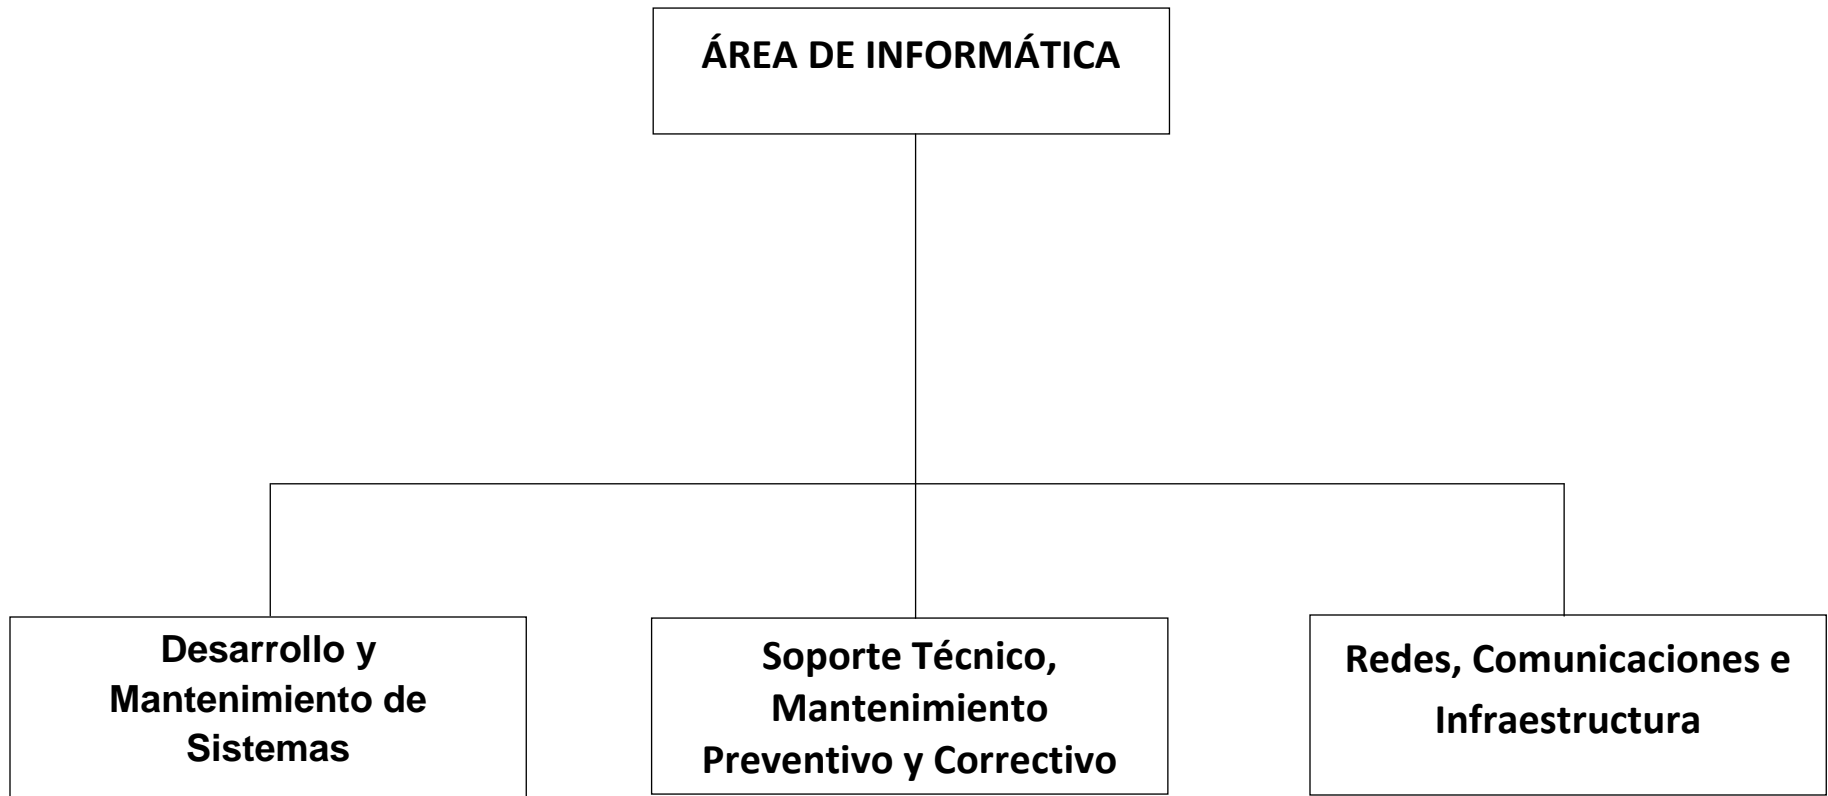 ÁREA DE INFORMÁTICA
Desarrollo y
Mantenimiento de
Sistemas
Soporte Técnico,
Mantenimiento
Preventivo y Correctivo
Redes, Comunicaciones e
Infraestructura